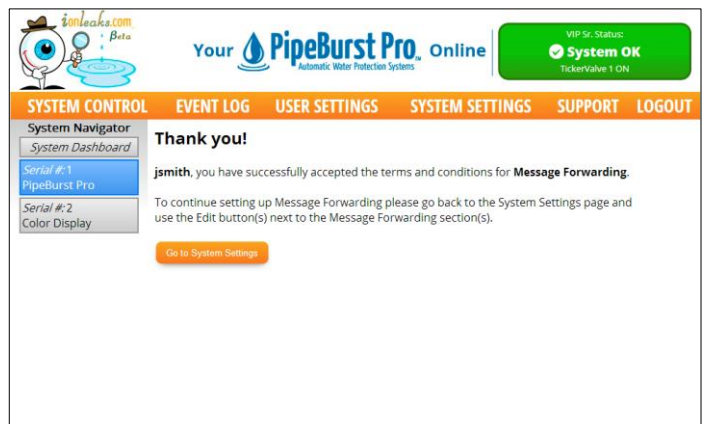 ionleaks.com
Beta
Your PipeBurst Pro™ Online
Automatic Water Protection Systems
VIP Sr. Status:
System OK
TickerValve 1 ON
SYSTEM CONTROL EVENT LOG USER SETTINGS SYSTEM SETTINGS SUPPORT LOGOUT
System Navigator
System Dashboard
Serial #: 1
PipeBurst Pro
Serial #: 2
Color Display
Thank you!
jsmith, you have successfully accepted the terms and conditions for Message Forwarding.
To continue setting up Message Forwarding please go back to the System Settings page and
use the Edit button(s) next to the Message Forwarding section(s).
Go to System Settings